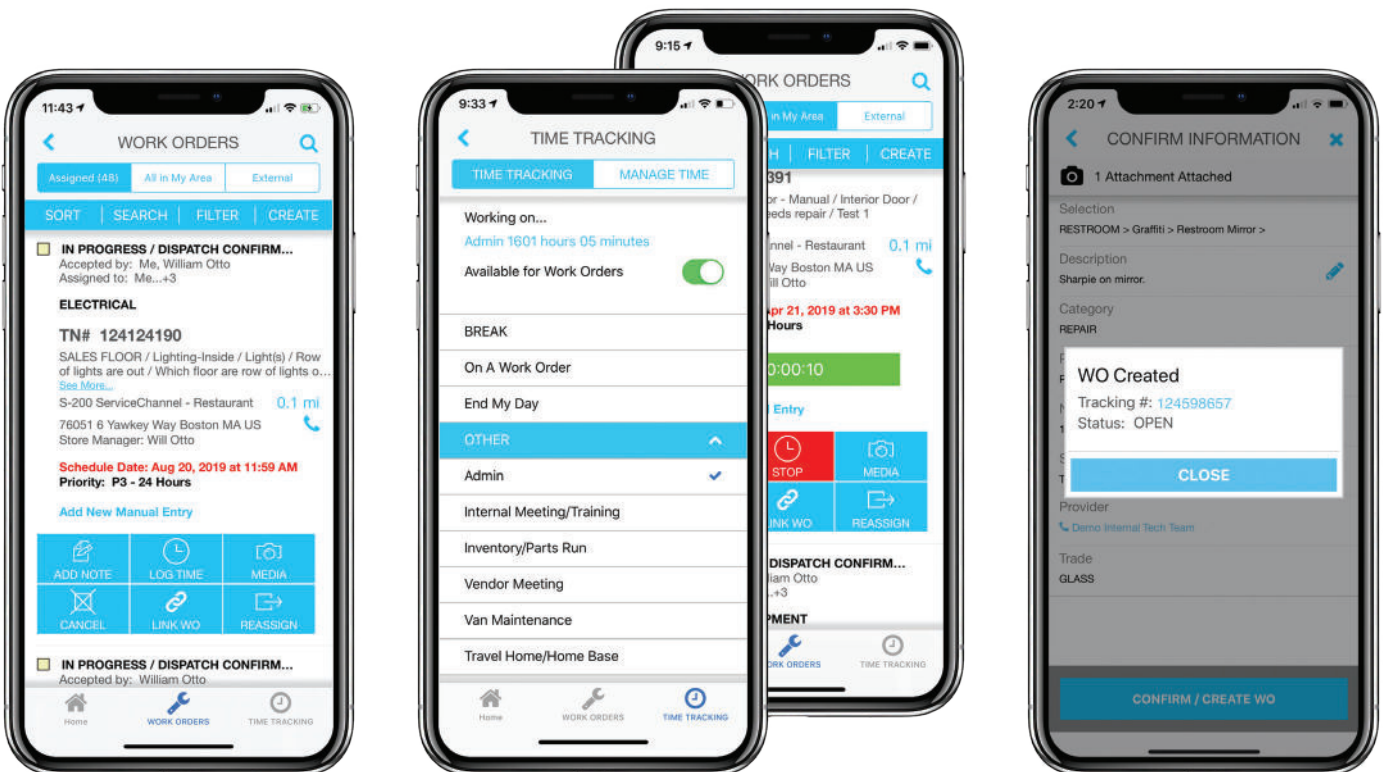 11:43
WORK ORDERS
Assigned (48)
All in My Area
External
SORT
SEARCH
FILTER
CREATE
IN PROGRESS / DISPATCH CONFIRM...
Accepted by: Me, William Otto
Assigned to: Me...+3
ELECTRICAL
TN# 124124190
SALES FLOOR / Lighting-Inside / Light(s) / Row
of lights are out / Which floor are row of lights o...
See More...
S-200 ServiceChannel - Restaurant 0.1 mi
76051 6 Yawkey Way Boston MA US
Store Manager: Will Otto
Schedule Date: Aug 20, 2019 at 11:59 AM
Priority: P3 - 24 Hours
Add New Manual Entry
ADD NOTE
LOG TIME
MEDIA
CANCEL
LINK WO
REASSIGN
IN PROGRESS / DISPATCH CONFIRM...
Accepted by: William Otto
Home
WORK ORDERS
TIME TRACKING
9:33
TIME TRACKING
TIME TRACKING
MANAGE TIME
Working on...
Admin 1601 hours 05 minutes
Available for Work Orders
BREAK
On A Work Order
End My Day
OTHER
Admin
Internal Meeting/Training
Inventory/Parts Run
Vendor Meeting
Van Maintenance
Travel Home/Home Base
Home
WORK ORDERS
TIME TRACKING
9:15
ORK ORDERS
in My Area
External
H
FILTER
CREATE
391
or - Manual / Interior Door /
eeds repair / Test 1
nnel - Restaurant 0.1 mi
Way Boston MA US
ill Otto
Apr 21, 2019 at 3:30 PM
Hours
0:00:10
l Entry
STOP
MEDIA
INK WO
REASSIGN
DISPATCH CONFIRM...
liam Otto
..+3
PMENT
ORK ORDERS
TIME TRACKING
2:20
CONFIRM INFORMATION
1 Attachment Attached
Selection
RESTROOM > Graffiti > Restroom Mirror >
Description
Sharpie on mirror.
Category
REPAIR
WO Created
Tracking #: 124598657
Status: OPEN
CLOSE
Provider
Demo Internal Tech Team
Trade
GLASS
CONFIRM / CREATE WO